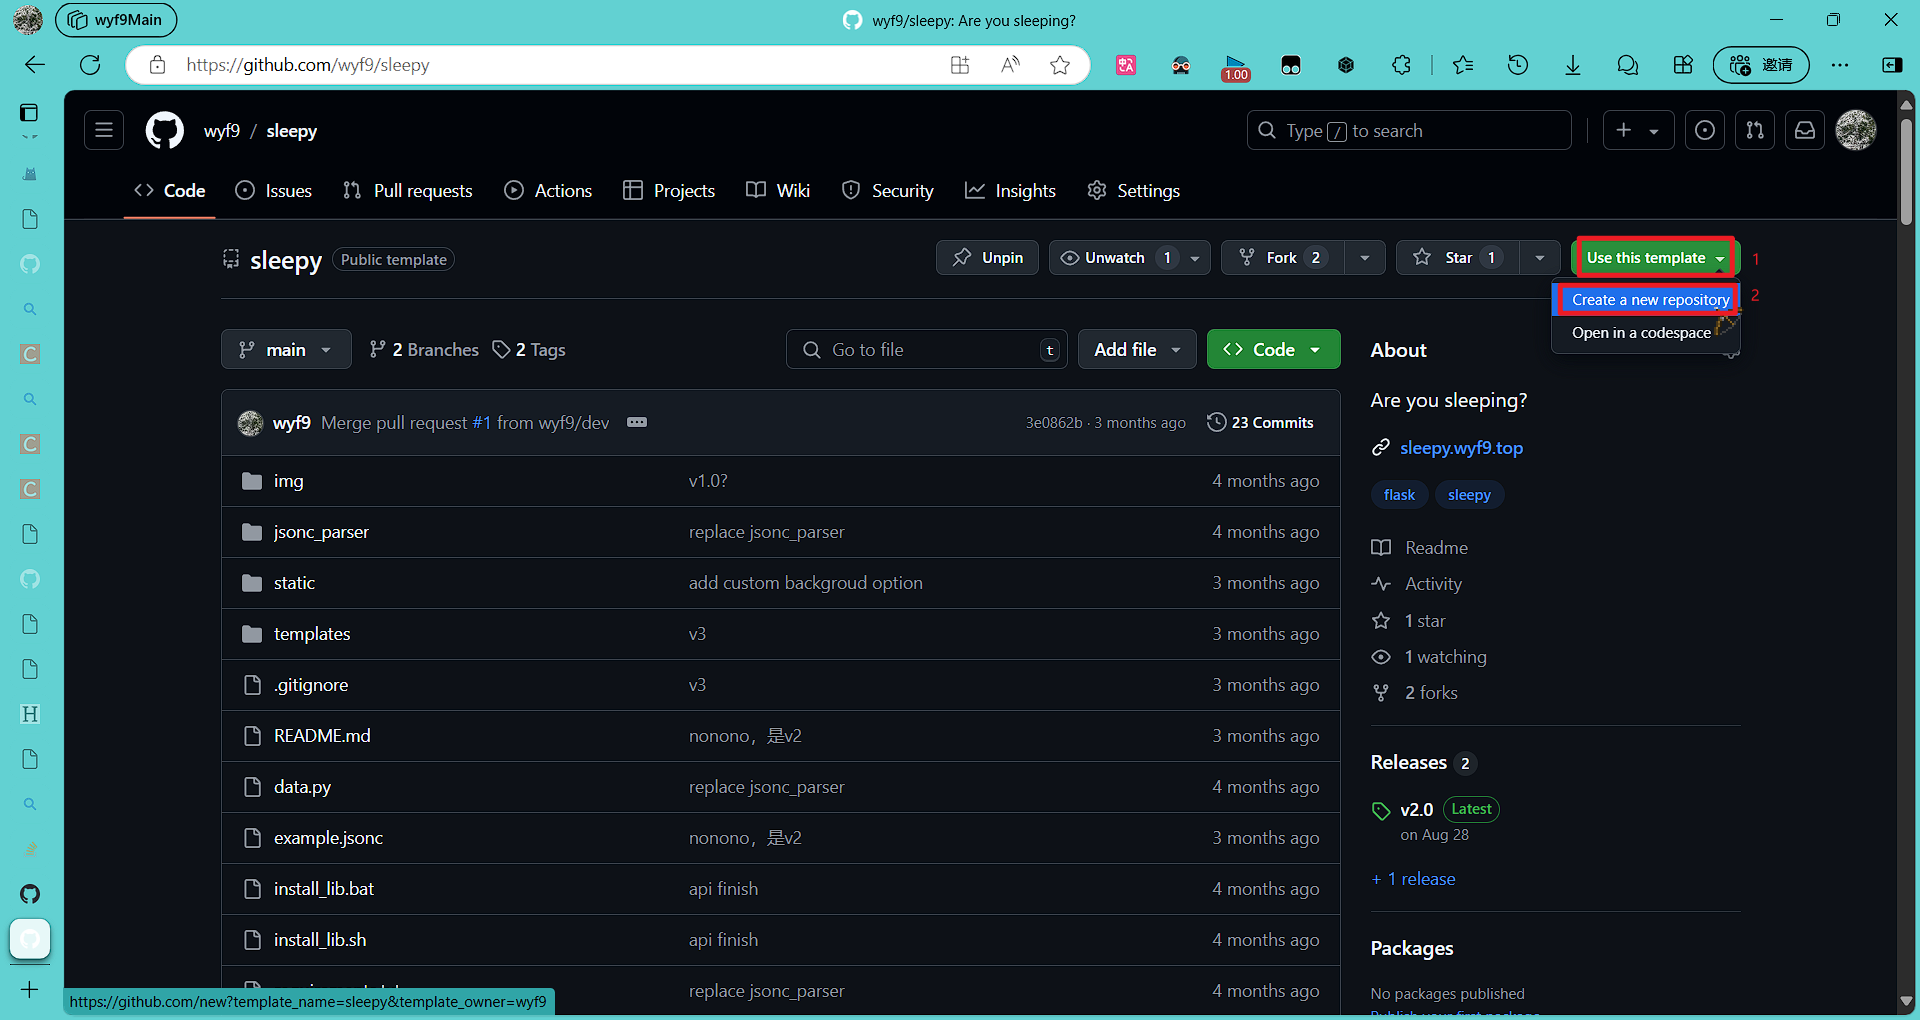 wyf9Main
wyf9/sleepy: Are you sleeping?
https://github.com/wyf9/sleepy
1.00
邀请
wyf9 / sleepy
Type / to search
Code
Issues
Pull requests
Actions
Projects
Wiki
Security
Insights
Settings
sleepy Public template
Unpin
Unwatch 1
Fork 2
Star 1
Use this template
1
Create a new repository
2
Open in a codespace
main
2 Branches
2 Tags
Go to file t
Add file
Code
wyf9 Merge pull request #1 from wyf9/dev
3e0862b · 3 months ago
23 Commits
img v1.0? 4 months ago
jsonc_parser replace jsonc_parser 4 months ago
static add custom backgroud option 3 months ago
templates v3 3 months ago
.gitignore v3 3 months ago
README.md nonono，是v2 3 months ago
data.py replace jsonc_parser 4 months ago
example.jsonc nonono，是v2 3 months ago
install_lib.bat api finish 4 months ago
install_lib.sh api finish 4 months ago
replace jsonc_parser 4 months ago
About
Are you sleeping?
sleepy.wyf9.top
flask sleepy
Readme
Activity
1 star
1 watching
2 forks
Releases 2
v2.0 Latest
on Aug 28
+ 1 release
Packages
No packages published
Publish your first package
https://github.com/new?template_name=sleepy&template_owner=wyf9